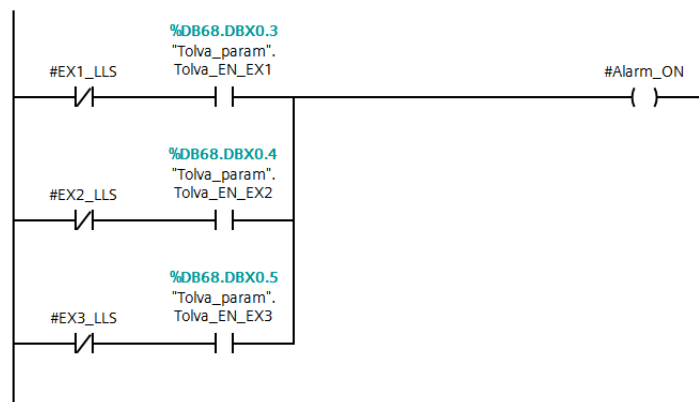 %DB68.DBX0.3
"Tolva_param".
#EX1_LLS Tolva_EN_EX1 #Alarm_ON
%DB68.DBX0.4
"Tolva_param".
#EX2_LLS Tolva_EN_EX2
%DB68.DBX0.5
"Tolva_param".
#EX3_LLS Tolva_EN_EX3